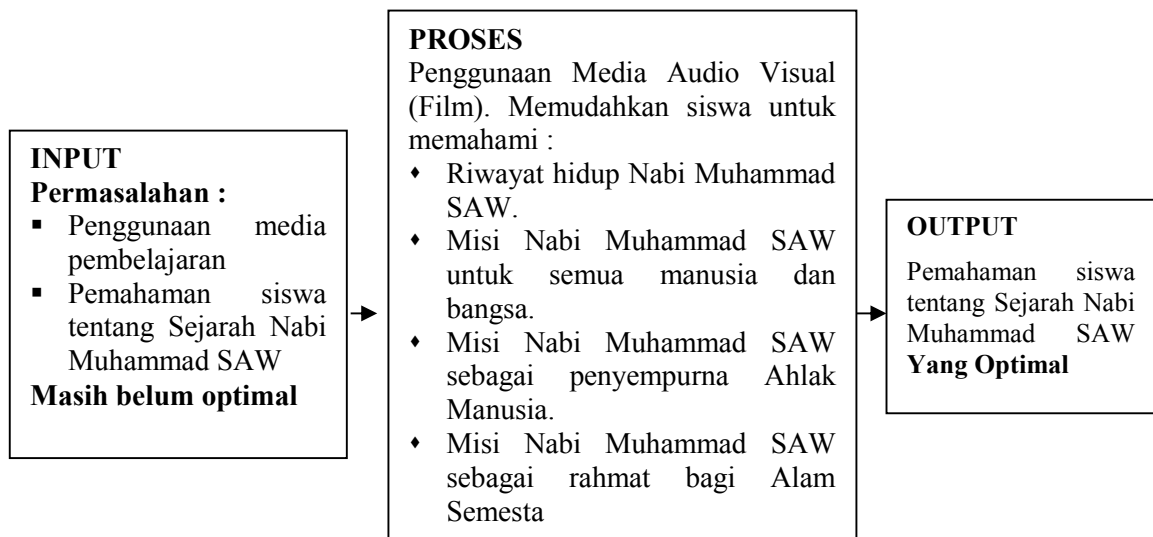 INPUT
Permasalahan :
▪ Penggunaan media
pembelajaran
▪ Pemahaman siswa
tentang Sejarah Nabi
Muhammad SAW
Masih belum optimal
PROSES
Penggunaan Media Audio Visual
(Film). Memudahkan siswa untuk
memahami :
♦ Riwayat hidup Nabi Muhammad
SAW.
♦ Misi Nabi Muhammad SAW
untuk semua manusia dan
bangsa.
♦ Misi Nabi Muhammad SAW
sebagai penyempurna Ahlak
Manusia.
♦ Misi Nabi Muhammad SAW
sebagai rahmat bagi Alam
Semesta
OUTPUT
Pemahaman siswa
tentang Sejarah Nabi
Muhammad SAW
Yang Optimal